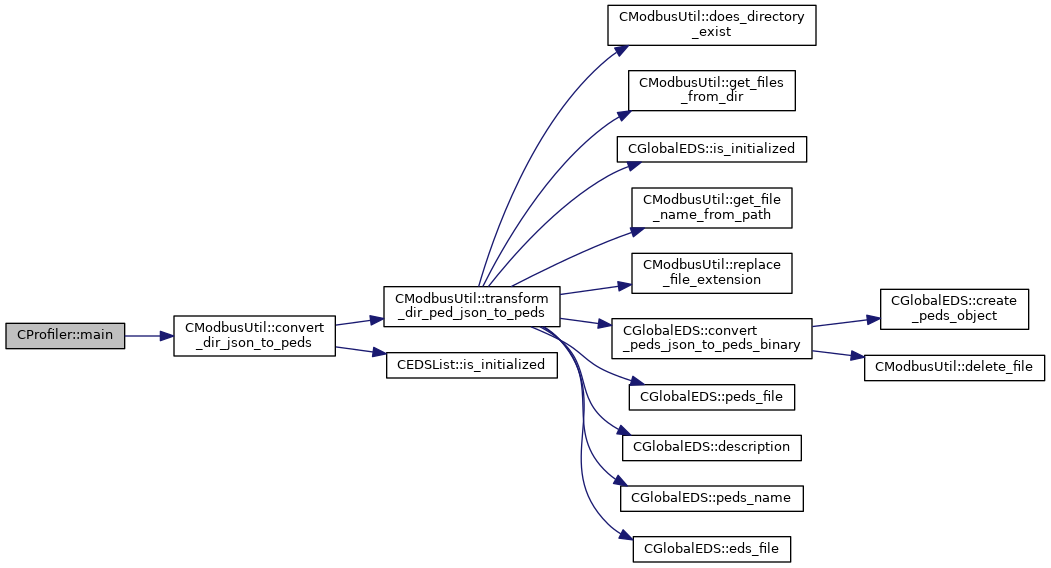 CModbusUtil::does_directory
_exist
CModbusUtil::get_files
_from_dir
CGlobalEDS::is_initialized
CModbusUtil::get_file
_name_from_path
CModbusUtil::replace
_file_extension
CModbusUtil::transform
_dir_ped_json_to_peds
CGlobalEDS::create
_peds_object
CProfiler::main
CModbusUtil::convert
_dir_json_to_peds
CGlobalEDS::convert
_peds_json_to_peds_binary
CEDSList::is_initialized
CModbusUtil::delete_file
CGlobalEDS::peds_file
CGlobalEDS::description
CGlobalEDS::peds_name
CGlobalEDS::eds_file